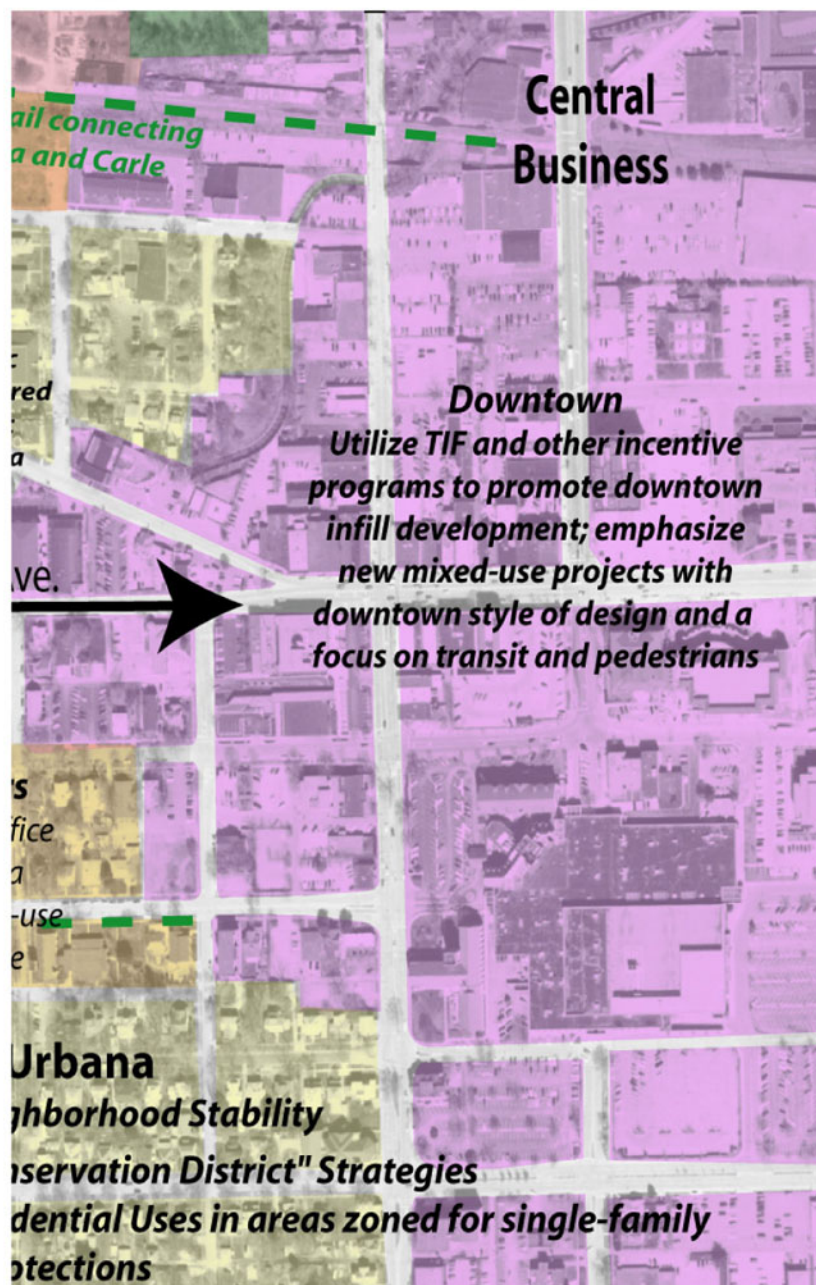 Central
Business
ail connecting
a and Carle
red
a
Downtown
Utilize TIF and other incentive
programs to promote downtown
infill development; emphasize
new mixed-use projects with
downtown style of design and a
focus on transit and pedestrians
Ave.
rs
fice
a
-use
e
Urbana
ghborhood Stability
nservation District" Strategies
dential Uses in areas zoned for single-family
otections